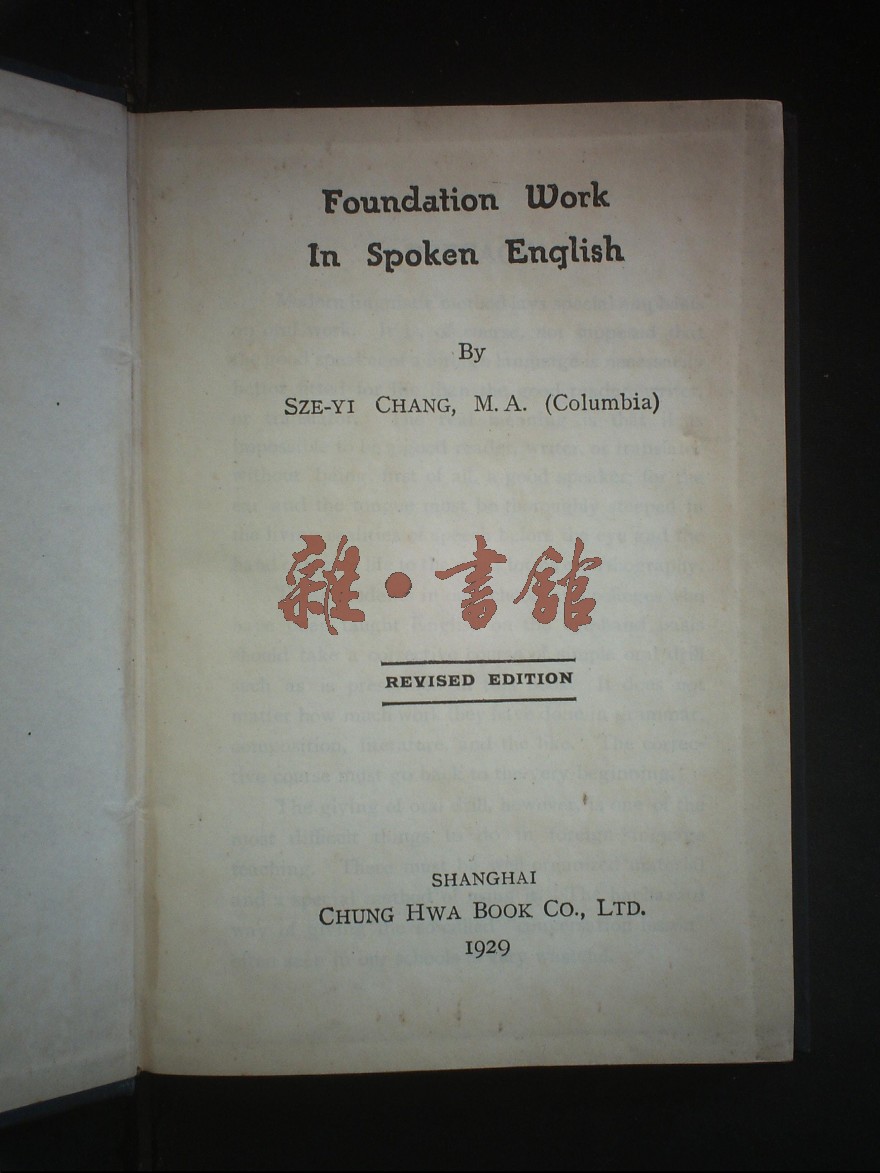 Foundation Work
In Spoken English
By
SZE-YI CHANG, M.A. (Columbia)
雜·書館
REVISED EDITION
SHANGHAI
CHUNG HWA BOOK CO., LTD.
1929